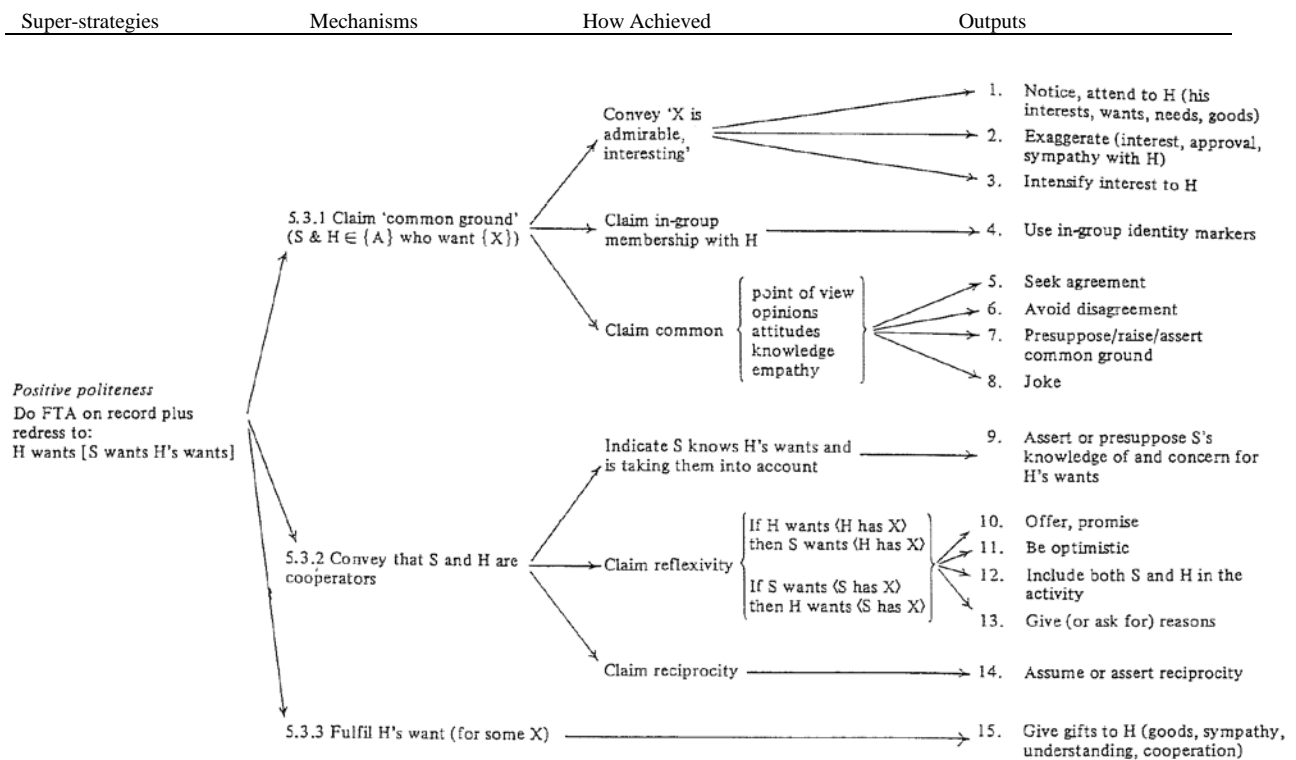 Super-strategies Mechanisms How Achieved Outputs
Convey 'X is
admirable,
interesting'
1. Notice, attend to H (his
interests, wants, needs, goods)
2. Exaggerate (interest, approval,
sympathy with H)
3. Intensify interest to H
5.3.1 Claim 'common ground'
(S & H ∈ {A} who want {X})
Claim in-group
membership with H
4. Use in-group identity markers
Claim common
point of view
opinions
attitudes
knowledge
empathy
5. Seek agreement
6. Avoid disagreement
7. Presuppose/raise/assert
common ground
8. Joke
Positive politeness
Do FTA on record plus
redress to:
H wants [S wants H's wants]
Indicate S knows H's wants and
is taking them into account
9. Assert or presuppose S's
knowledge of and concern for
H's wants
5.3.2 Convey that S and H are
cooperators
Claim reflexivity
If H wants ⟨H has X⟩
then S wants ⟨H has X⟩
If S wants ⟨S has X⟩
then H wants ⟨S has X⟩
10. Offer, promise
11. Be optimistic
12. Include both S and H in the
activity
13. Give (or ask for) reasons
Claim reciprocity
14. Assume or assert reciprocity
5.3.3 Fulfil H's want (for some X)
15. Give gifts to H (goods, sympathy,
understanding, cooperation)